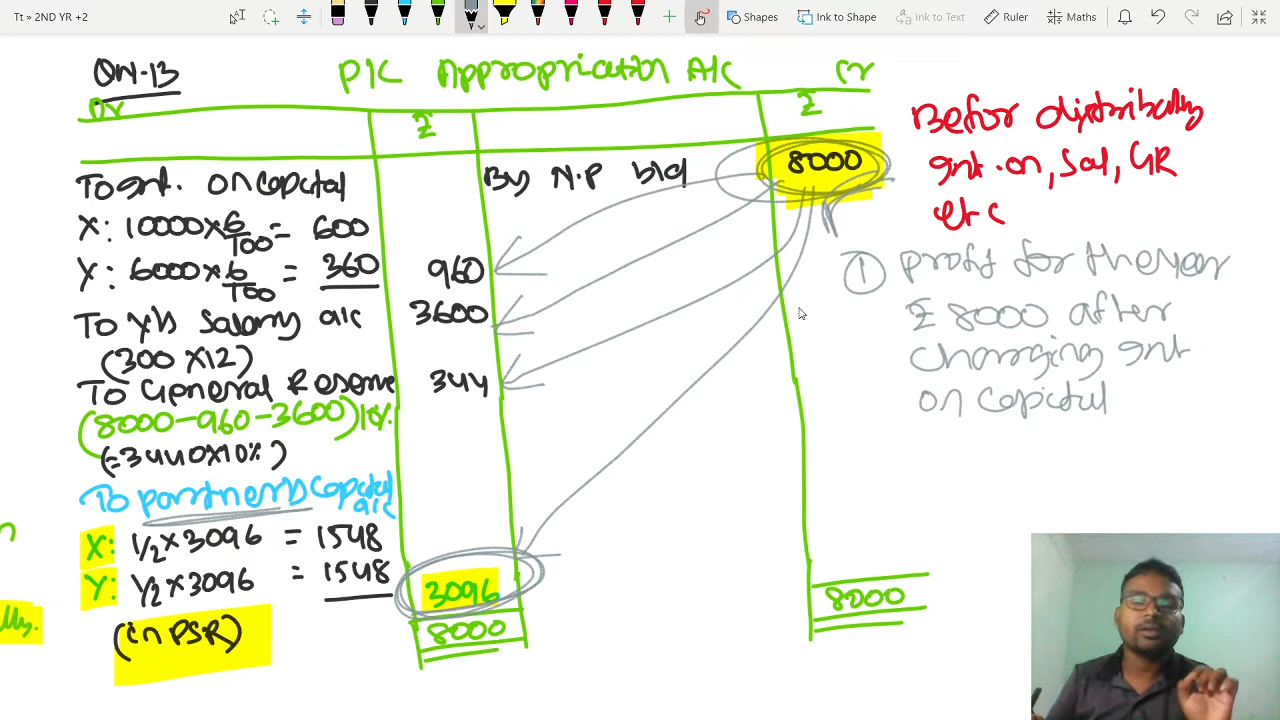 Tt » 2ND YR +2
Shapes
Ink to Shape
Ink to Text
Ruler
Maths
QN-13
P/L Appropriation A/C
Dr
Cr
₹
₹
To Int. on capital
By N.P b/d
8000
X: 10000×6/100 = 600
Y: 6000×6/100 = 360
960
To Y's Salary a/c
3600
(300 ×12)
To General Reserve
344
(8000-960-3600)10%
(=3440×10%)
To partners Capital
a/c
X: 1/2×3096 = 1548
Y: 1/2×3096 = 1548
3096
8000
8000
(in PSR)
lly.
Befor distributing
Int. on, Sal, GR
etc
① profit for the year
₹ 8000 after
Charging Int
on capital